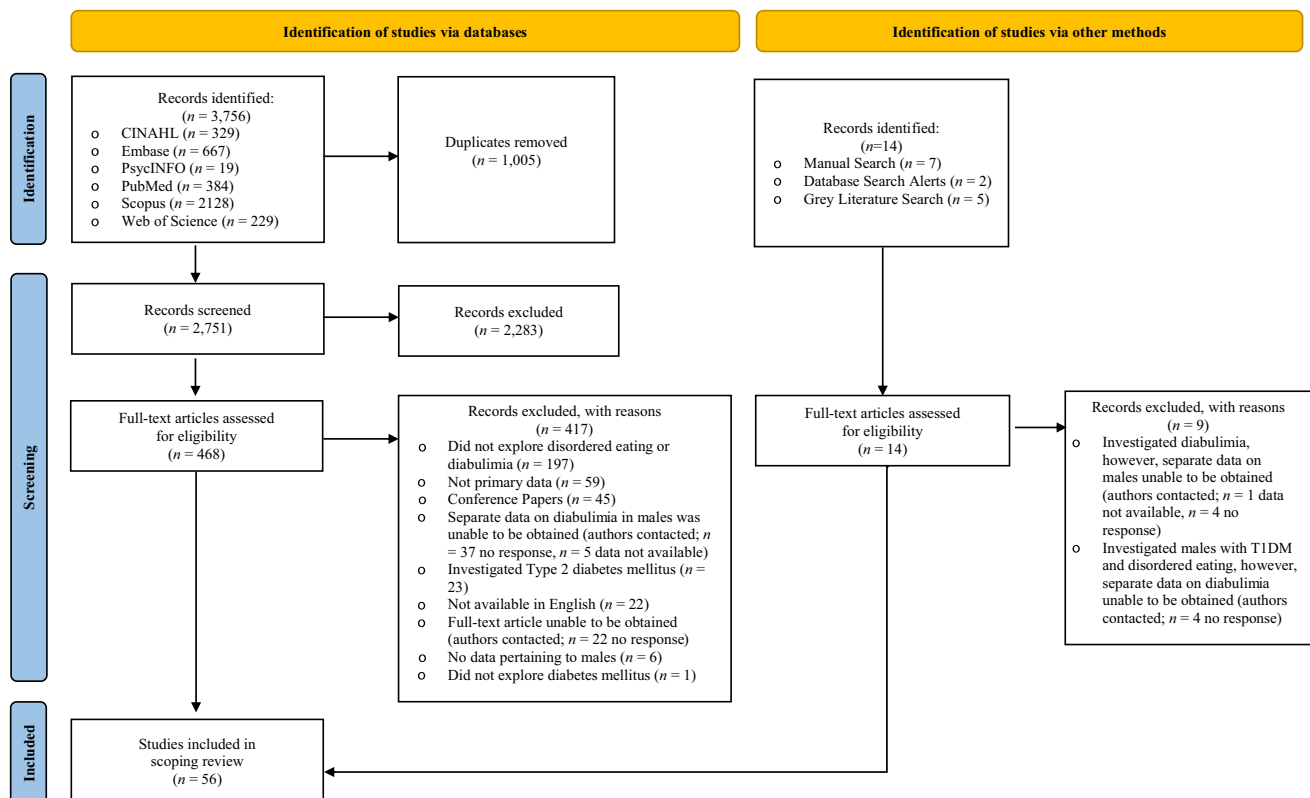 Identification of studies via databases
Identification of studies via other methods
Identification
Records identified:
(n = 3,756)
o CINAHL (n = 329)
o Embase (n = 667)
o PsycINFO (n = 19)
o PubMed (n = 384)
o Scopus (n = 2128)
o Web of Science (n = 229)
Duplicates removed
(n = 1,005)
Records identified:
(n=14)
o Manual Search (n = 7)
o Database Search Alerts (n = 2)
o Grey Literature Search (n = 5)
Screening
Records screened
(n = 2,751)
Records excluded
(n = 2,283)
Full-text articles assessed
for eligibility
(n = 468)
Records excluded, with reasons
(n = 417)
o Did not explore disordered eating or
diabulimia (n = 197)
o Not primary data (n = 59)
o Conference Papers (n = 45)
o Separate data on diabulimia in males was
unable to be obtained (authors contacted; n
= 37 no response, n = 5 data not available)
o Investigated Type 2 diabetes mellitus (n =
23)
o Not available in English (n = 22)
o Full-text article unable to be obtained
(authors contacted; n = 22 no response)
o No data pertaining to males (n = 6)
o Did not explore diabetes mellitus (n = 1)
Full-text articles assessed
for eligibility
(n = 14)
Records excluded, with reasons
(n = 9)
o Investigated diabulimia,
however, separate data on
males unable to be obtained
(authors contacted; n = 1 data
not available, n = 4 no
response)
o Investigated males with T1DM
and disordered eating, however,
separate data on diabulimia
unable to be obtained (authors
contacted; n = 4 no response)
Included
Studies included in
scoping review
(n = 56)